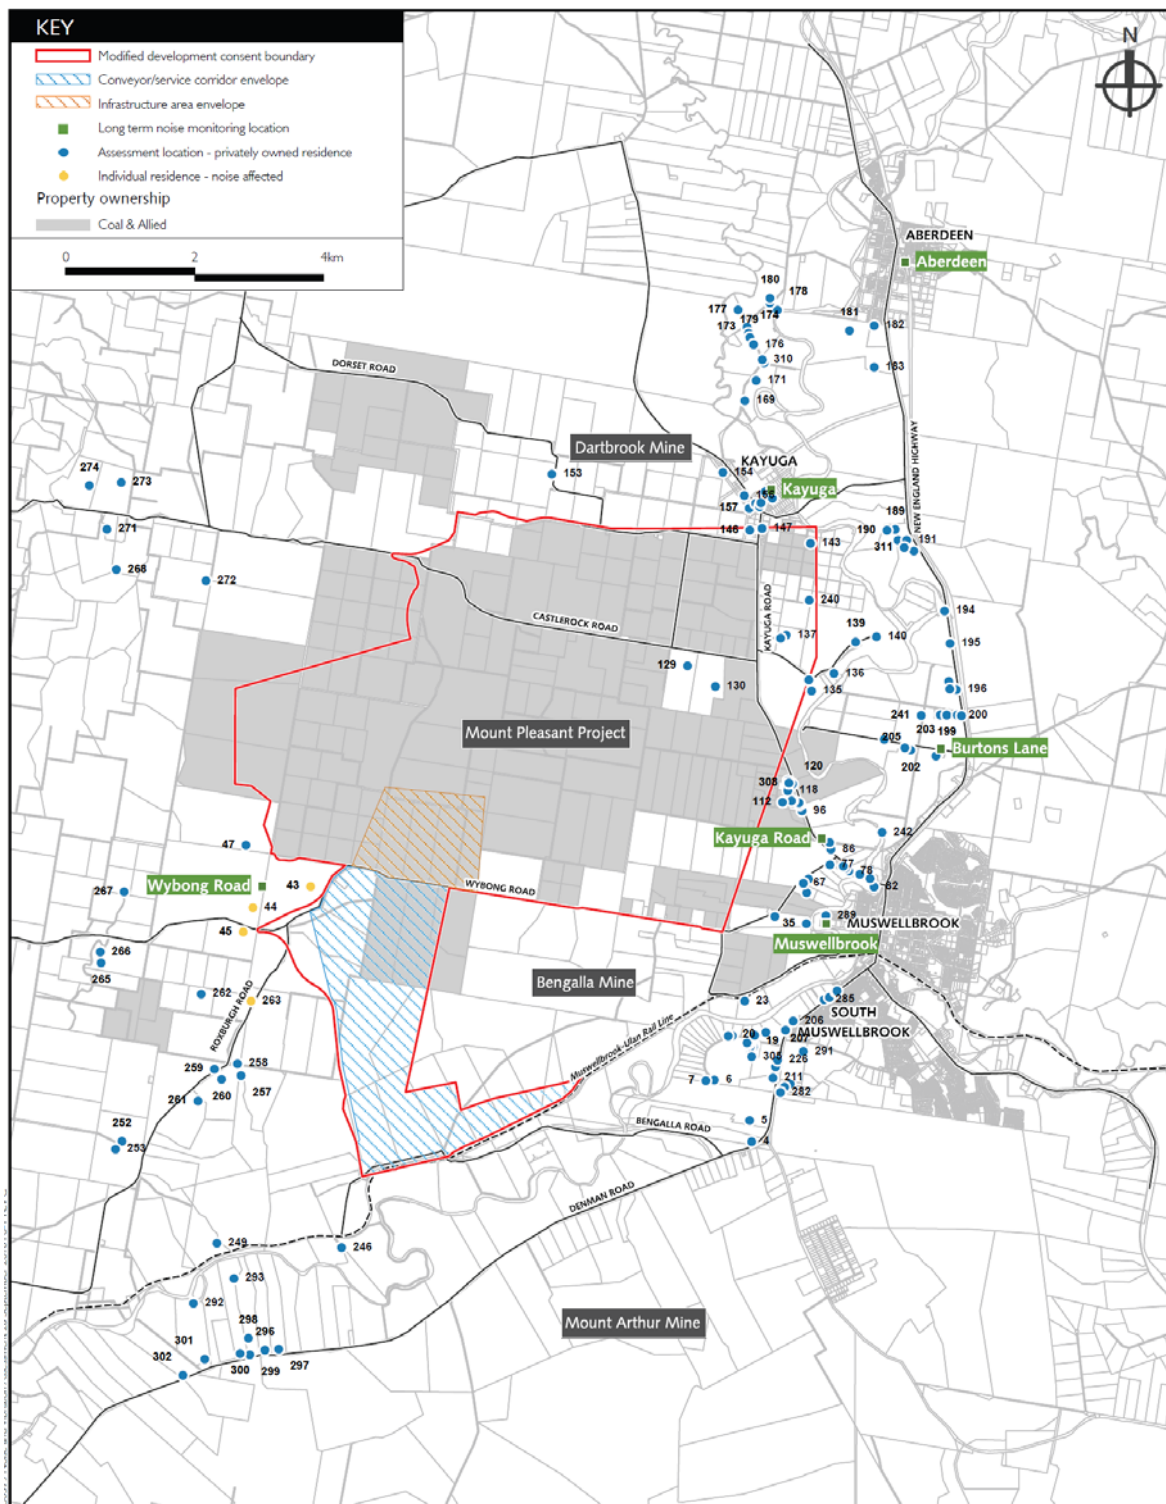 KEY
Modified development consent boundary
Conveyor/service corridor envelope
Infrastructure area envelope
Long term noise monitoring location
Assessment location - privately owned residence
Individual residence - noise affected
Property ownership
Coal & Allied
0 2 4km
N
ABERDEEN
Aberdeen
180
178
177
174
173
179
181
182
176
310
183
171
169
DORSET ROAD
NEW ENGLAND HIGHWAY
Dartbrook Mine
KAYUGA
274
273
153
154
Kayuga
156
157
189
271
146
147
190
191
143
311
268
272
CASTLEROCK ROAD
KAYUGA ROAD
240
194
137
139
140
195
129
136
130
135
196
Mount Pleasant Project
241
203
199
200
205
Burtons Lane
202
120
308
118
112
96
242
Kayuga Road
47
86
77
78
267
Wybong Road
43
WYBONG ROAD
67
82
44
289
35
MUSWELLBROOK
45
Muswellbrook
266
265
Bengalla Mine
262
263
23
285
ROXBURGH ROAD
Muswellbrook-Ulan Rail Line
SOUTH
MUSWELLBROOK
206
20
19
207
305
291
226
259
258
7
6
211
260
257
282
261
252
253
BENGALLA ROAD
5
4
DENMAN ROAD
249
246
293
292
298
296
301
Mount Arthur Mine
302
300
299
297